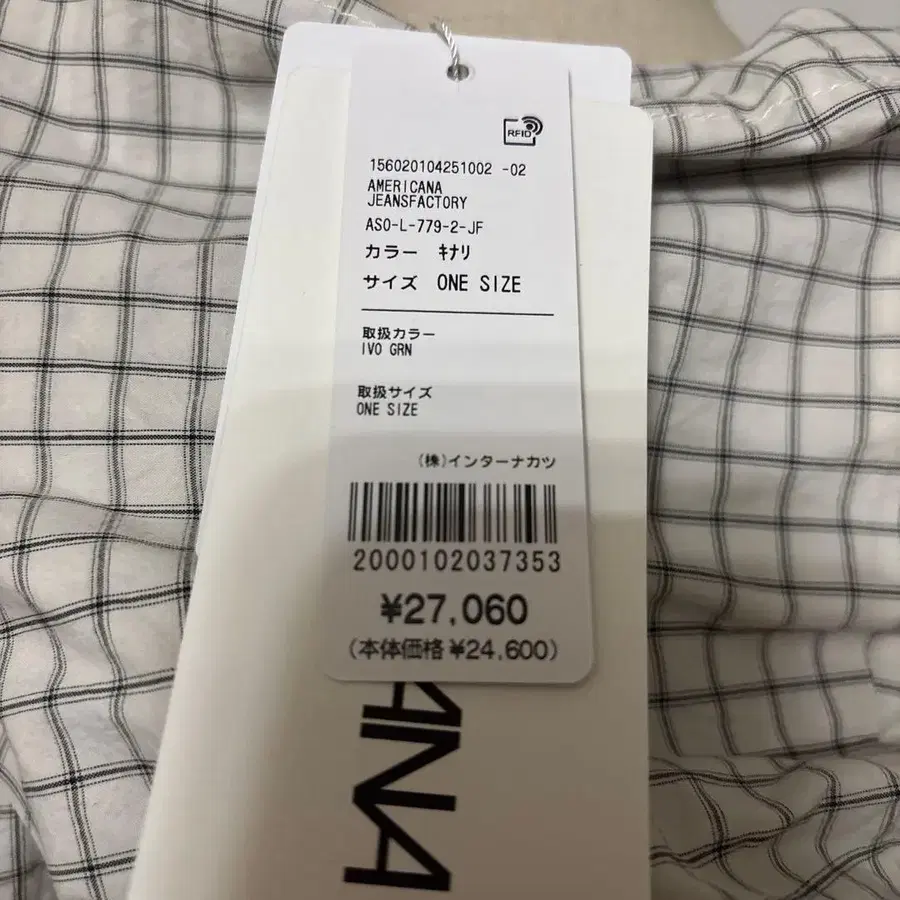 RFID
156020104251002 -02
AMERICANA
JEANSFACTORY
ASO-L-779-2-JF
カラー ｷﾅﾘ
サイズ ONE SIZE
取扱カラー
IVO GRN
取扱サイズ
ONE SIZE
(株)インターナカツ
2000102037353
¥27,060
(本体価格 ¥24,600)
ANA